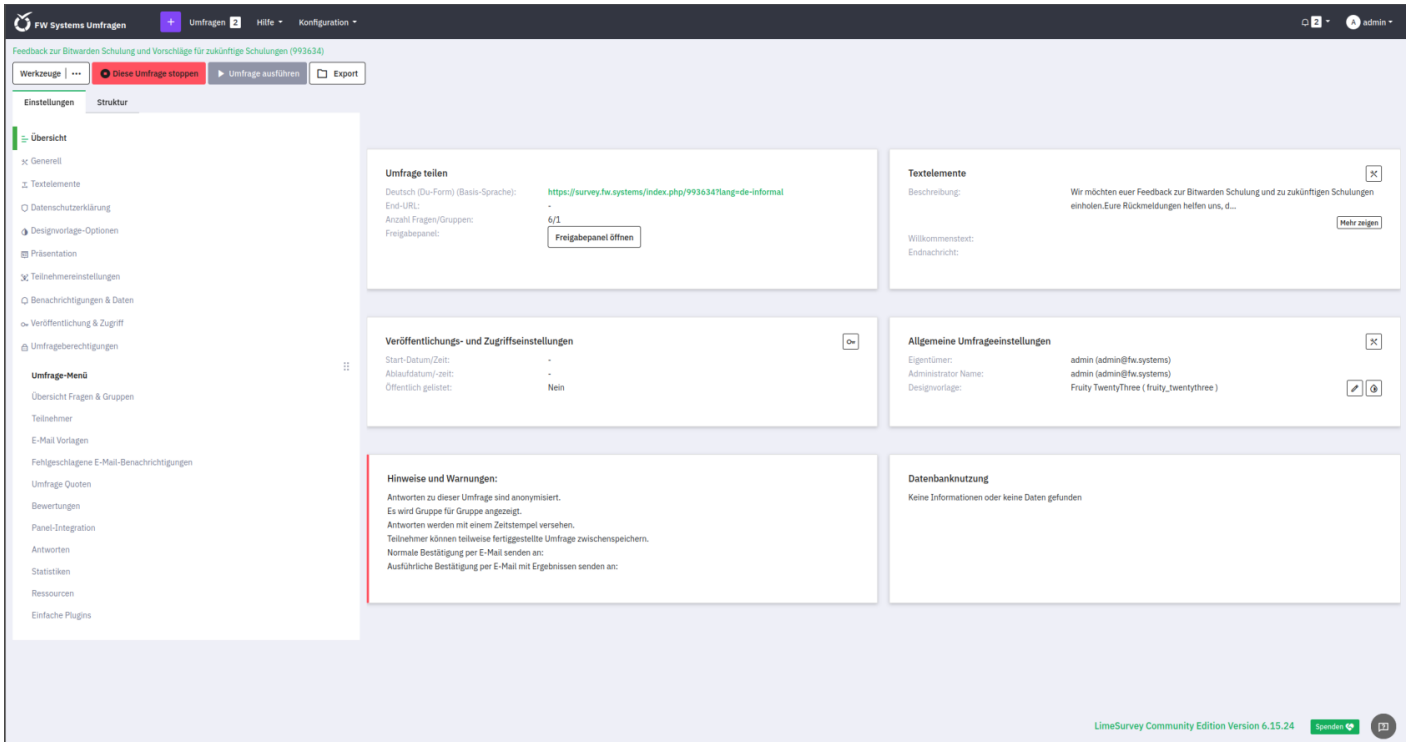 FW Systems Umfragen
+
Umfragen 2
Hilfe
Konfiguration
2
A admin
Feedback zur Bitwarden Schulung und Vorschläge für zukünftige Schulungen (993634)
Werkzeuge | ···
Diese Umfrage stoppen
Umfrage ausführen
Export
Einstellungen
Struktur
Übersicht
Generell
Textelemente
Datenschutzerklärung
Designvorlage-Optionen
Präsentation
Teilnehmereinstellungen
Benachrichtigungen & Daten
Veröffentlichung & Zugriff
Umfrageberechtigungen
Umfrage-Menü
Übersicht Fragen & Gruppen
Teilnehmer
E-Mail Vorlagen
Fehlgeschlagene E-Mail-Benachrichtigungen
Umfrage Quoten
Bewertungen
Panel-Integration
Antworten
Statistiken
Ressourcen
Einfache Plugins
Umfrage teilen
Deutsch (Du-Form) (Basis-Sprache): https://survey.fw.systems/index.php/993634?lang=de-informal
End-URL: -
Anzahl Fragen/Gruppen: 6/1
Freigabepanel: Freigabepanel öffnen
Textelemente
Beschreibung: Wir möchten euer Feedback zur Bitwarden Schulung und zu zukünftigen Schulungen
einholen.Eure Rückmeldungen helfen uns, d...
Mehr zeigen
Willkommenstext:
Endnachricht:
Veröffentlichungs- und Zugriffseinstellungen
Start-Datum/Zeit: -
Ablaufdatum/-zeit: -
Öffentlich gelistet: Nein
Allgemeine Umfrageeinstellungen
Eigentümer: admin (admin@fw.systems)
Administrator Name: admin (admin@fw.systems)
Designvorlage: Fruity TwentyThree ( fruity_twentythree )
Hinweise und Warnungen:
Antworten zu dieser Umfrage sind anonymisiert.
Es wird Gruppe für Gruppe angezeigt.
Antworten werden mit einem Zeitstempel versehen.
Teilnehmer können teilweise fertiggestellte Umfrage zwischenspeichern.
Normale Bestätigung per E-Mail senden an:
Ausführliche Bestätigung per E-Mail mit Ergebnissen senden an:
Datenbanknutzung
Keine Informationen oder keine Daten gefunden
LimeSurvey Community Edition Version 6.15.24
Spenden